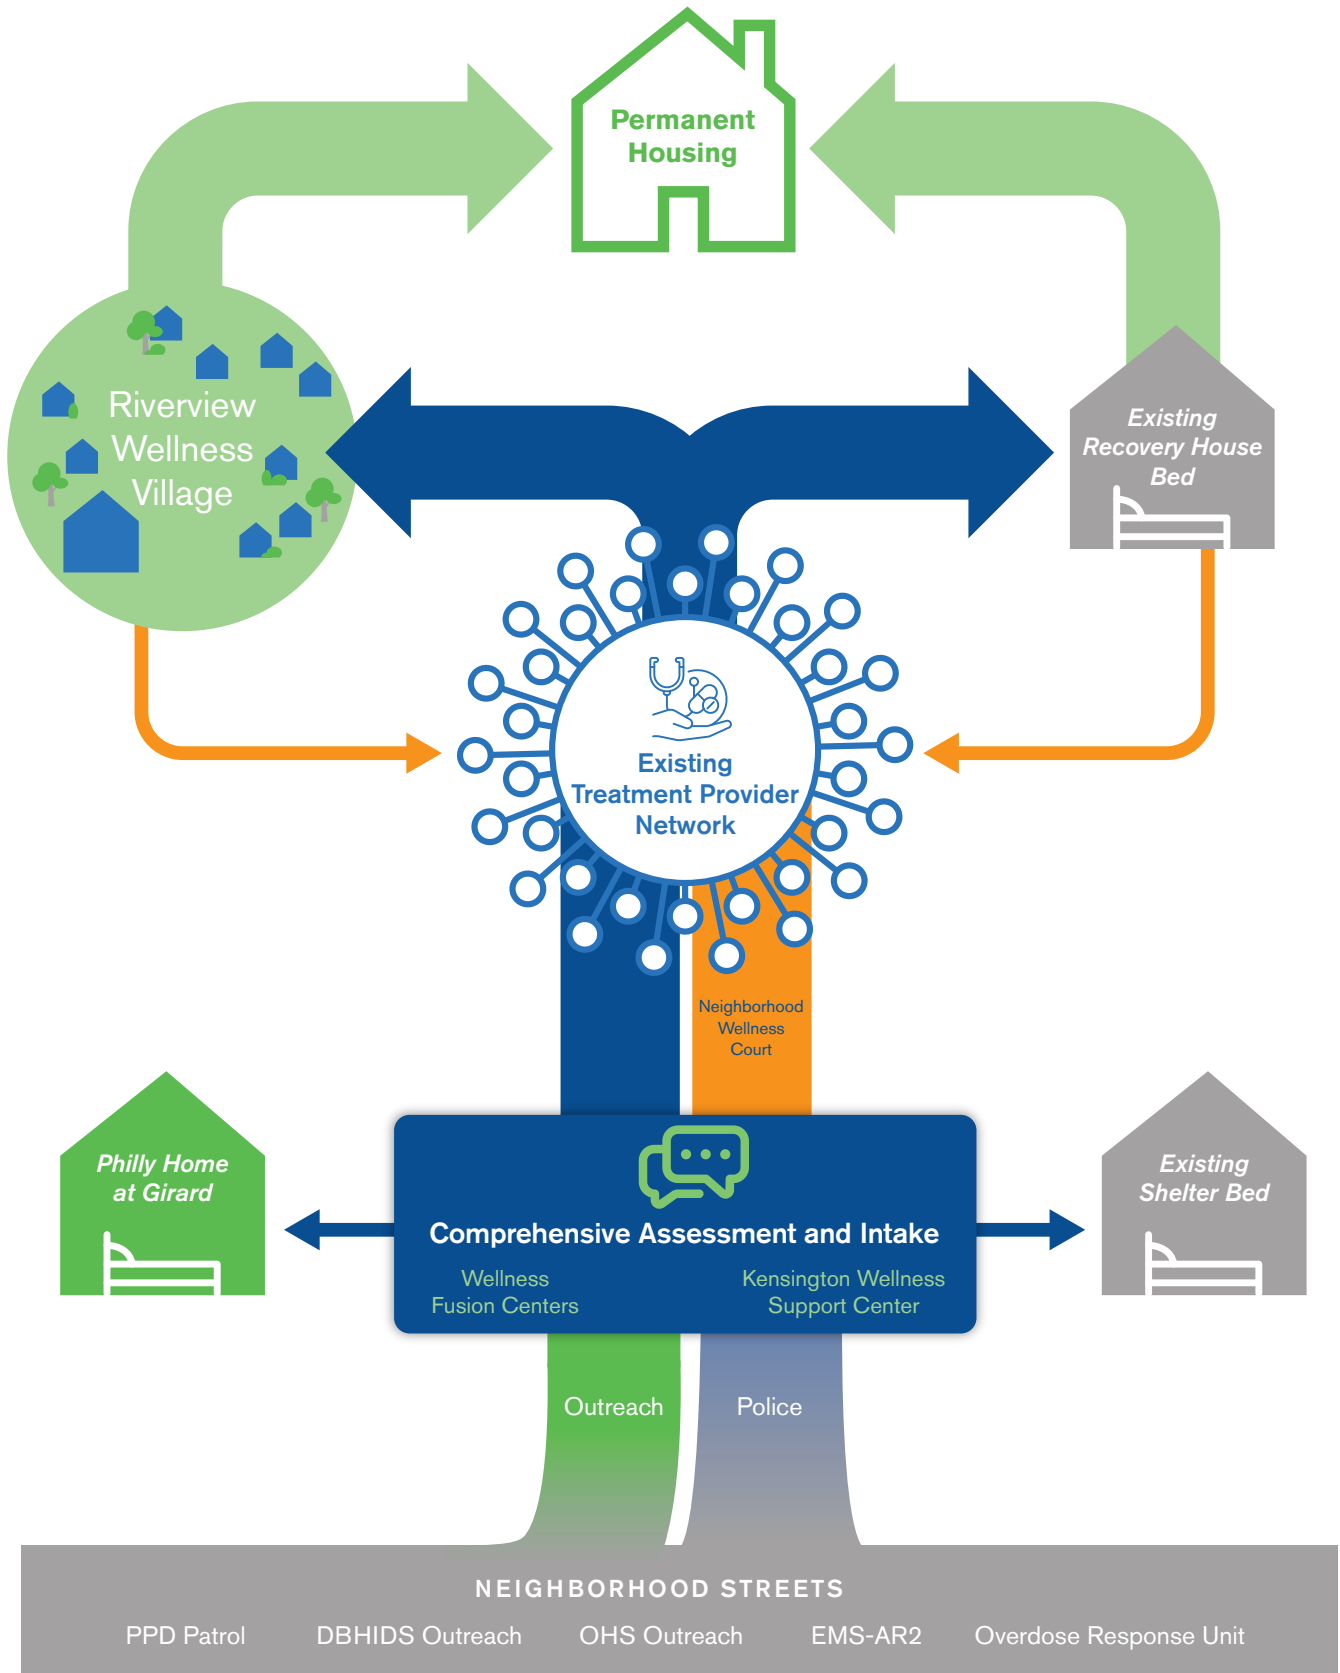 Permanent
Housing
Riverview
Wellness
Village
Existing
Recovery House
Bed
Existing
Treatment Provider
Network
Neighborhood
Wellness
Court
Philly Home
at Girard
Existing
Shelter Bed
Comprehensive Assessment and Intake
Wellness
Fusion Centers
Kensington Wellness
Support Center
Outreach
Police
NEIGHBORHOOD STREETS
PPD Patrol
DBHIDS Outreach
OHS Outreach
EMS-AR2
Overdose Response Unit